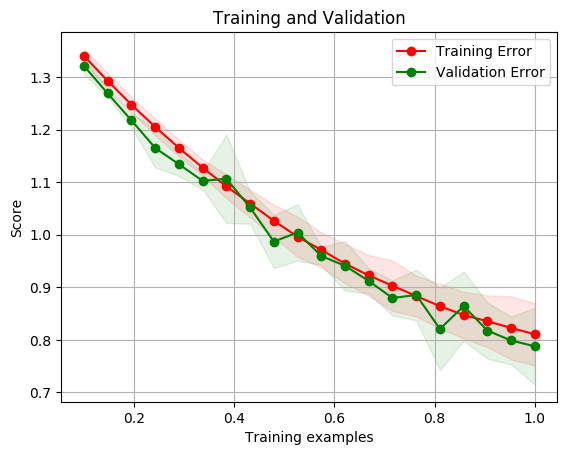 Training and Validation
Training Error
Validation Error
Score
1.3
1.2
1.1
1.0
0.9
0.8
0.7
0.2
0.4
0.6
0.8
1.0
Training examples